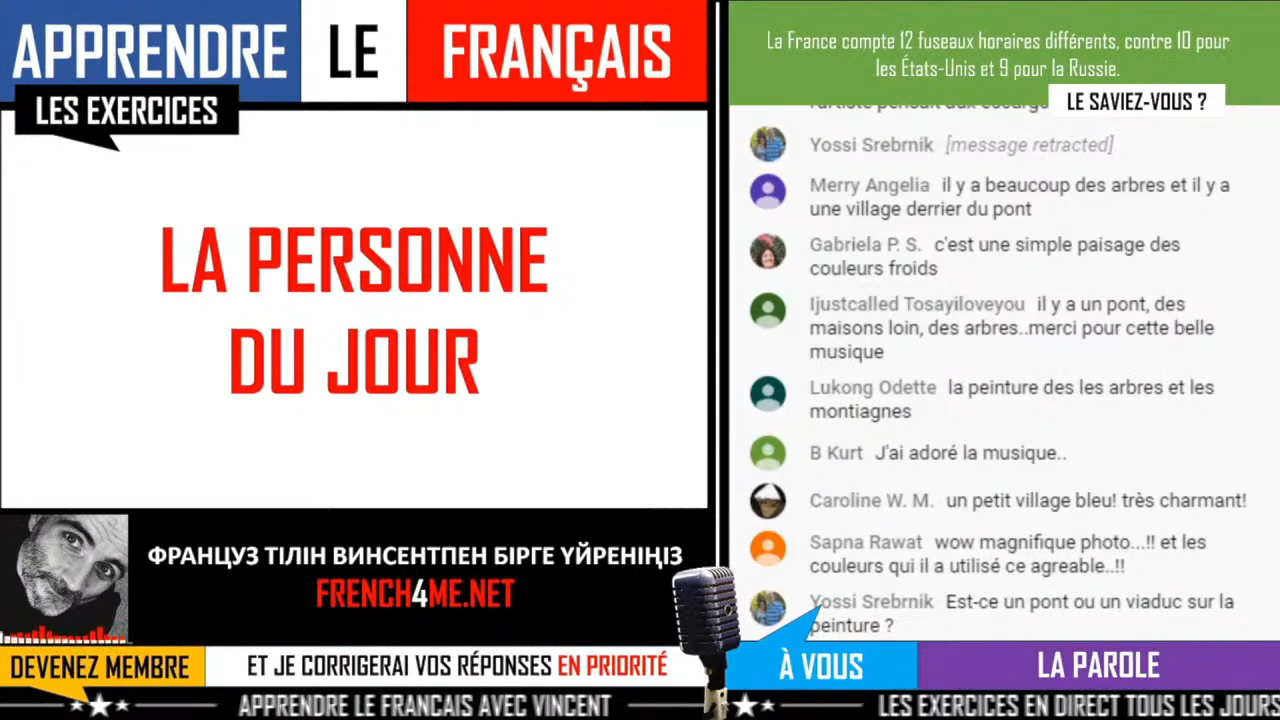 APPRENDRE LE FRANÇAIS
LES EXERCICES
LA PERSONNE
DU JOUR
ФРАНЦУЗ ТІЛІН ВИНСЕНТПЕН БІРГЕ ҮЙРЕНІҢІЗ
FRENCH4ME.NET
DEVENEZ MEMBRE
ET JE CORRIGERAI VOS RÉPONSES EN PRIORITÉ
APPRENDRE LE FRANCAIS AVEC VINCENT
La France compte 12 fuseaux horaires différents, contre 10 pour
les États-Unis et 9 pour la Russie.
LE SAVIEZ-VOUS ?
Yossi Srebrnik [message retracted]
Merry Angelia il y a beaucoup des arbres et il y a
une village derrier du pont
Gabriela P. S. c'est une simple paisage des
couleurs froids
Ijustcalled Tosayiloveyou il y a un pont, des
maisons loin, des arbres..merci pour cette belle
musique
Lukong Odette la peinture des les arbres et les
montiagnes
B Kurt J'ai adoré la musique..
Caroline W. M. un petit village bleu! très charmant!
Sapna Rawat wow magnifique photo...!! et les
couleurs qui il a utilisé ce agreable..!!
Yossi Srebrnik Est-ce un pont ou un viaduc sur la
peinture ?
À VOUS
LA PAROLE
LES EXERCICES EN DIRECT TOUS LES JOURS